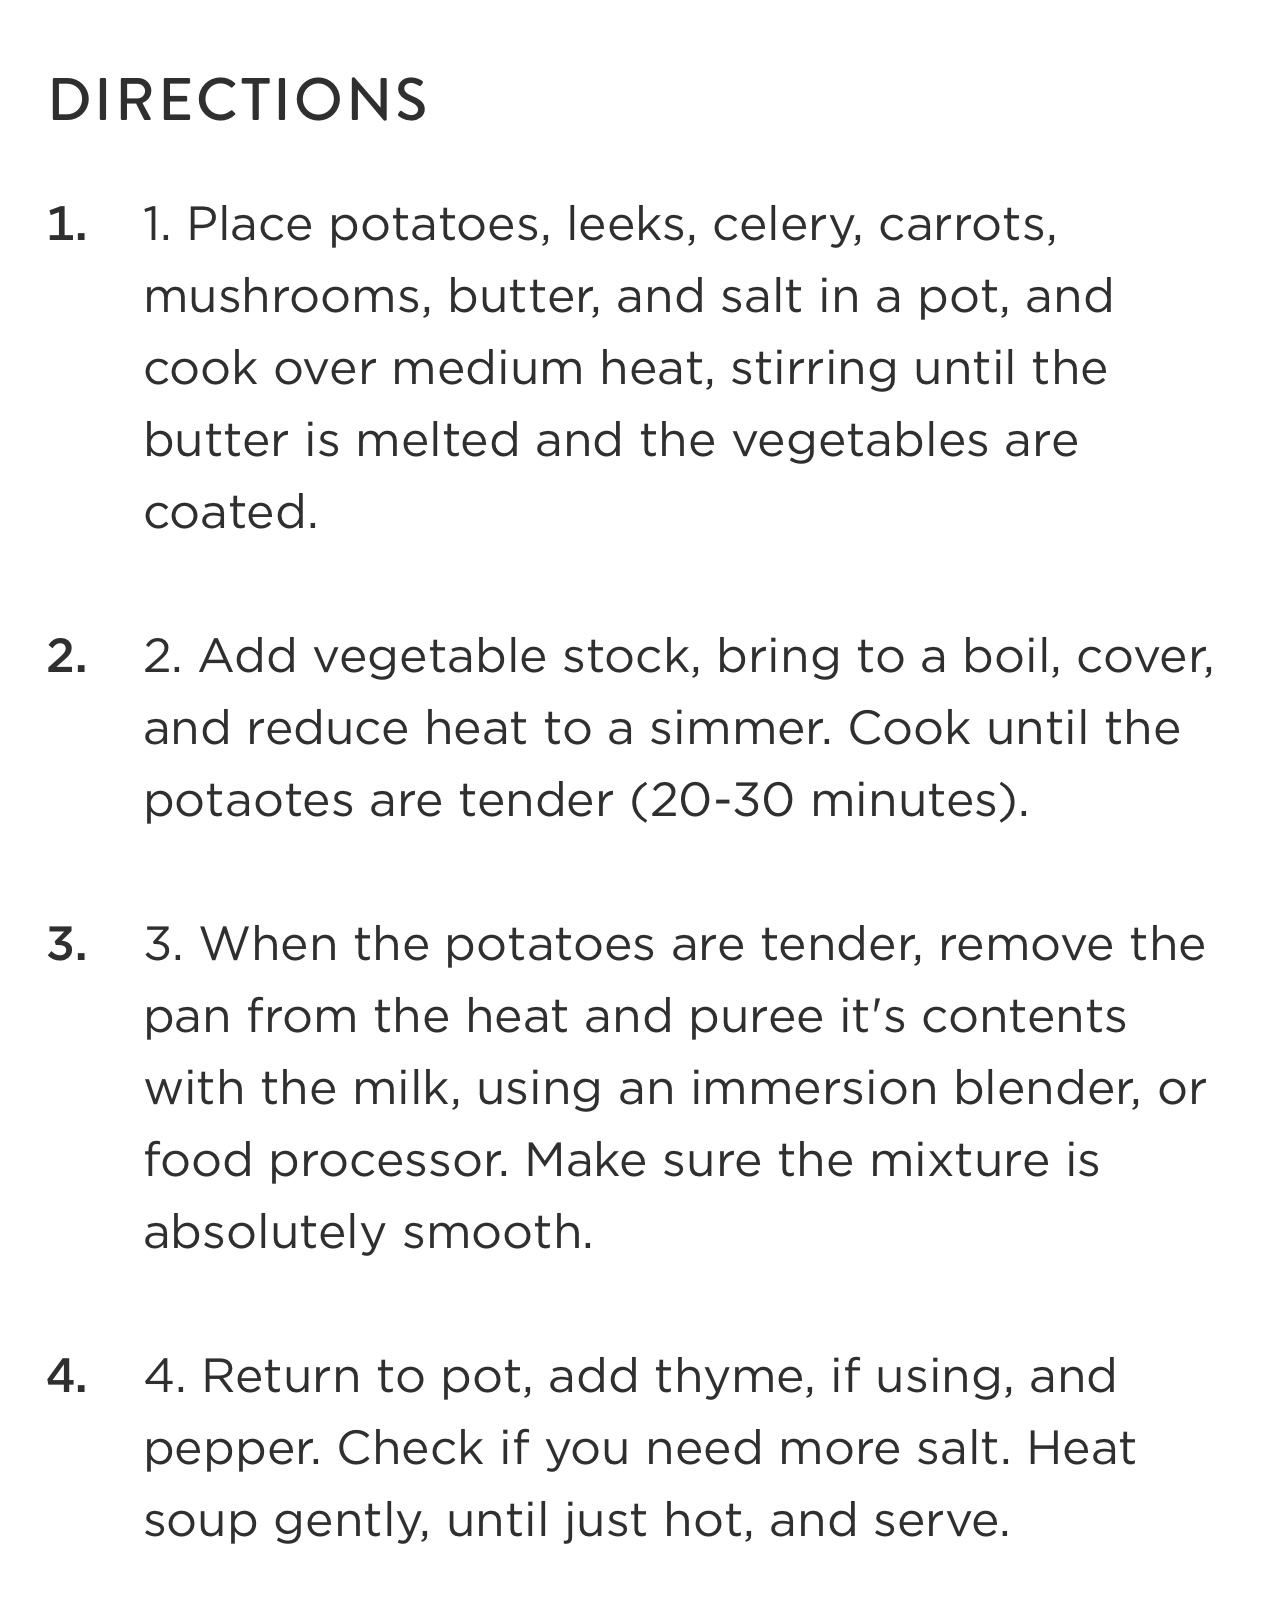 DIRECTIONS
1. 1. Place potatoes, leeks, celery, carrots,
mushrooms, butter, and salt in a pot, and
cook over medium heat, stirring until the
butter is melted and the vegetables are
coated.
2. 2. Add vegetable stock, bring to a boil, cover,
and reduce heat to a simmer. Cook until the
potaotes are tender (20-30 minutes).
3. 3. When the potatoes are tender, remove the
pan from the heat and puree it's contents
with the milk, using an immersion blender, or
food processor. Make sure the mixture is
absolutely smooth.
4. 4. Return to pot, add thyme, if using, and
pepper. Check if you need more salt. Heat
soup gently, until just hot, and serve.